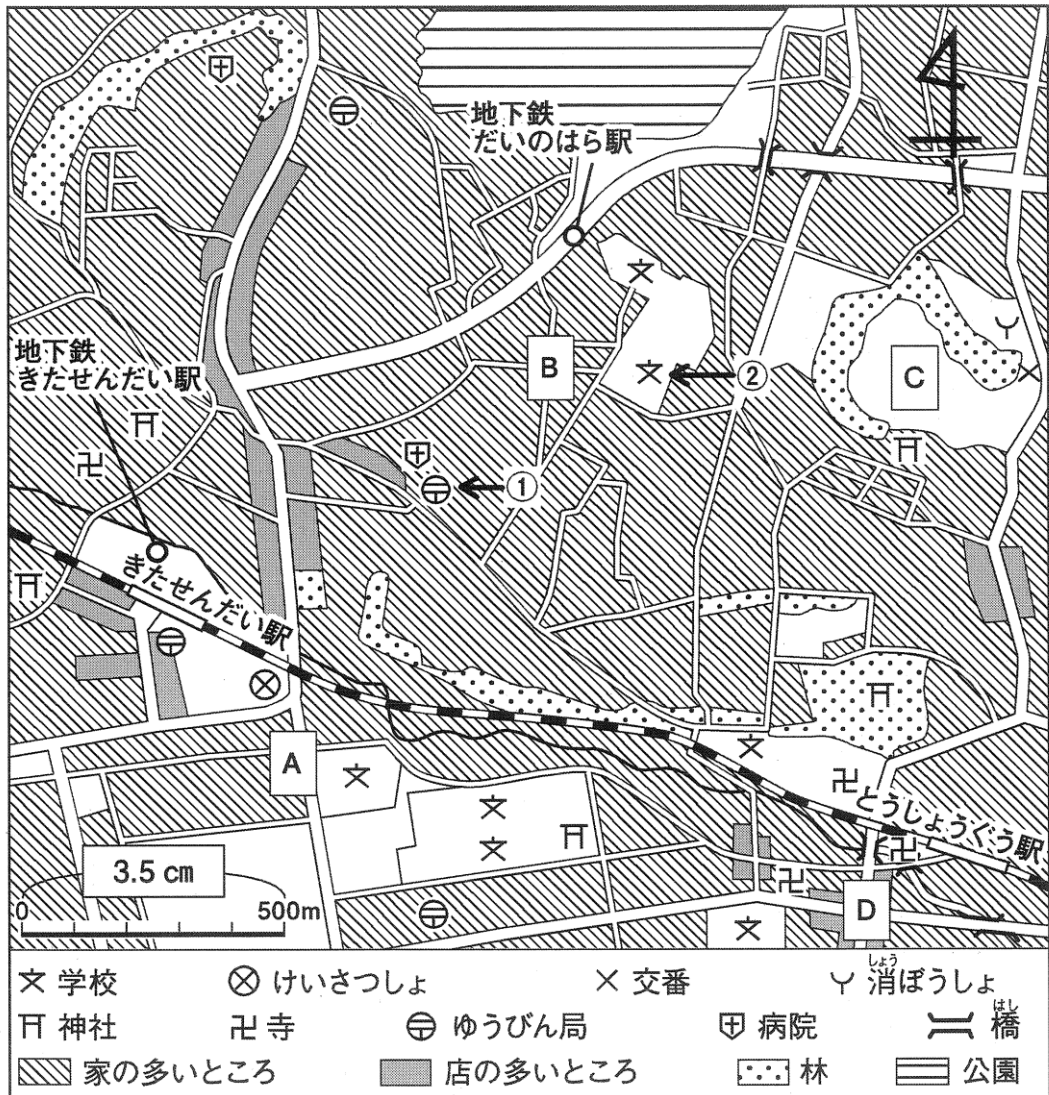 地下鉄
だいのはら駅
地下鉄
きたせんだい駅
B
②
C
①
きたせんだい駅
A
とうしょうぐう駅
D
3.5 cm
0
500m
学校
けいさつしょ
交番
しょう
消ぼうしょ
神社
寺
ゆうびん局
病院
はし
橋
家の多いところ
店の多いところ
林
公園